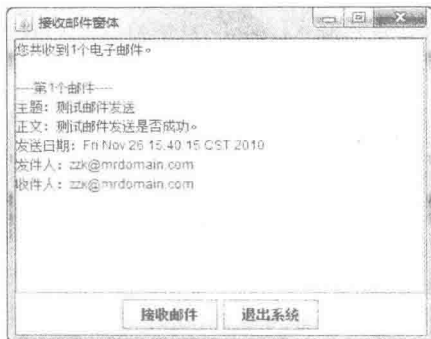 接收邮件窗体
您共收到1个电子邮件。
----第1个邮件----
主题：测试邮件发送
正文：测试邮件发送是否成功。
发送日期：Fri Nov 26 15:40:15 CST 2010
发件人：zzk@mrdomain.com
收件人：zzk@mrdomain.com
接收邮件 退出系统